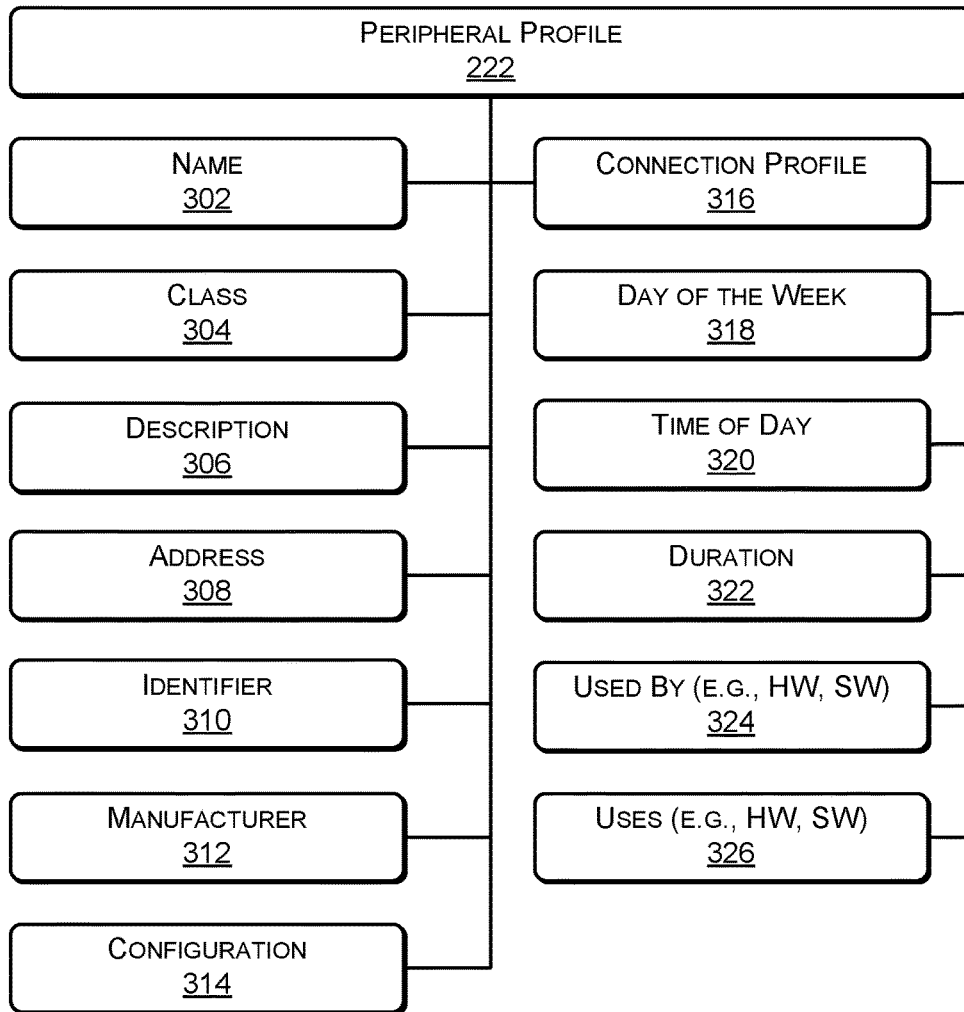 PERIPHERAL PROFILE
222
NAME
302
CLASS
304
DESCRIPTION
306
ADDRESS
308
IDENTIFIER
310
MANUFACTURER
312
CONFIGURATION
314
CONNECTION PROFILE
316
DAY OF THE WEEK
318
TIME OF DAY
320
DURATION
322
USED BY (E.G., HW, SW)
324
USES (E.G., HW, SW)
326